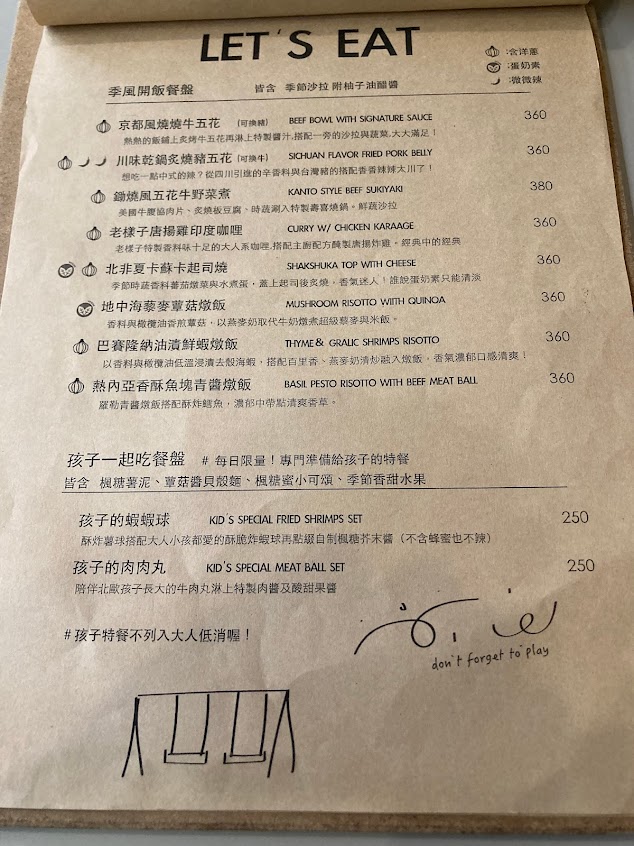 LET'S EAT
:含洋蔥
:蛋奶素
:微微辣
季風開飯餐盤 皆含 季節沙拉 附柚子油醋醬
京都風燒燒牛五花 (可換豬) BEEF BOWL WITH SIGNATURE SAUCE 360
熱熱的飯鋪上炙烤牛五花再淋上特製醬汁,搭配一旁的沙拉與蔬菜,大大滿足！
川味乾鍋炙燒豬五花 (可換牛) SICHUAN FLAVOR FRIED PORK BELLY 360
想吃一點中式的辣？從四川引進的辛香料與台灣豬的搭配香香辣辣太川了！
鋤燒風五花牛野菜煮 KANTO STYLE BEEF SUKIYAKI 380
美國牛腹協肉片、炙燒板豆腐、時蔬涮入特製壽喜燒鍋。鮮蔬沙拉
老樣子唐揚雞印度咖哩 CURRY W/ CHICKEN KARAAGE 360
老樣子特製香料味十足的大人系咖哩,搭配主廚配方醃製唐揚炸雞。經典中的經典
北非夏卡蘇卡起司燒 SHAKSHUKA TOP WITH CHEESE 360
季節時蔬香料蕃茄燉菜與水煮蛋，蓋上起司後炙燒，香氣迷人！誰說蛋奶素只能清淡
地中海藜麥蕈菇燉飯 MUSHROOM RISOTTO WITH QUINOA 360
香料與橄欖油香煎蕈菇，以燕麥奶取代牛奶燉煮超級藜麥與米飯。
巴賽隆納油漬鮮蝦燉飯 THYME & GRALIC SHRIMPS RISOTTO 360
以香料與橄欖油低溫浸漬去殼海蝦，搭配百里香、燕麥奶清炒融入燉飯，香氣濃郁口感清爽！
熱內亞香酥魚塊青醬燉飯 BASIL PESTO RISOTTO WITH BEEF MEAT BALL 360
羅勒青醬燉飯搭配酥炸鱈魚，濃郁中帶點清爽香草。
孩子一起吃餐盤 # 每日限量！專門準備給孩子的特餐
皆含 楓糖薯泥、蕈菇醬貝殼麵、楓糖蜜小可頌、季節香甜水果
孩子的蝦蝦球 KID'S SPECIAL FRIED SHRIMPS SET 250
酥炸薯球搭配大人小孩都愛的酥脆炸蝦球再點綴自制楓糖芥末醬（不含蜂蜜也不辣）
孩子的肉肉丸 KID'S SPECIAL MEAT BALL SET 250
陪伴北歐孩子長大的牛肉丸淋上特製肉醬及酸甜果醬
#孩子特餐不列入大人低消喔！
don't forget to play